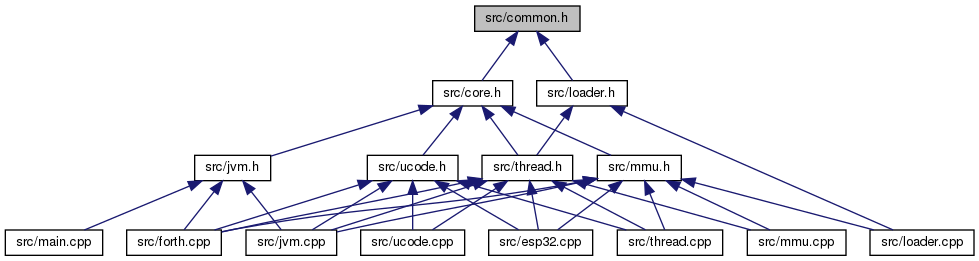 src/common.h
src/core.h
src/loader.h
src/jvm.h
src/ucode.h
src/thread.h
src/mmu.h
src/main.cpp
src/forth.cpp
src/jvm.cpp
src/ucode.cpp
src/esp32.cpp
src/thread.cpp
src/mmu.cpp
src/loader.cpp